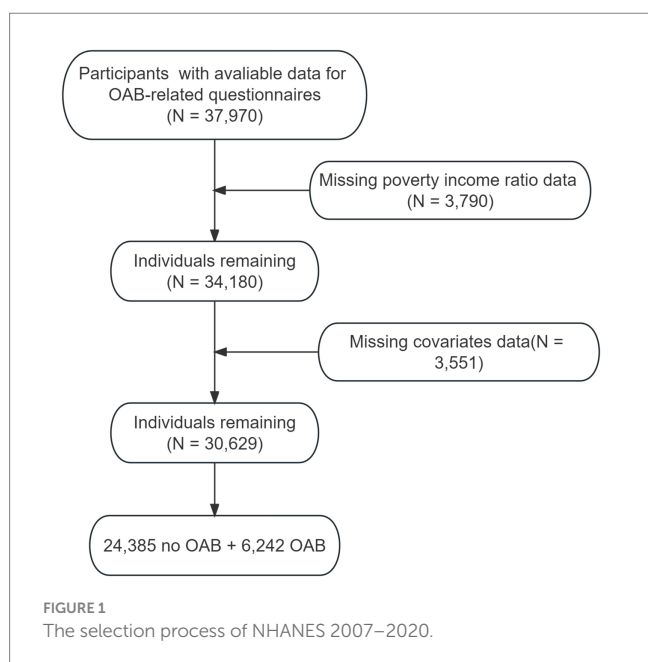 Participants with avaliable data for
OAB-related questionnaires
(N = 37,970)
Missing poverty income ratio data
(N = 3,790)
Individuals remaining
(N = 34,180)
Missing covariates data(N =
3,551)
Individuals remaining
(N = 30,629)
24,385 no OAB + 6,242 OAB
FIGURE 1
The selection process of NHANES 2007–2020.